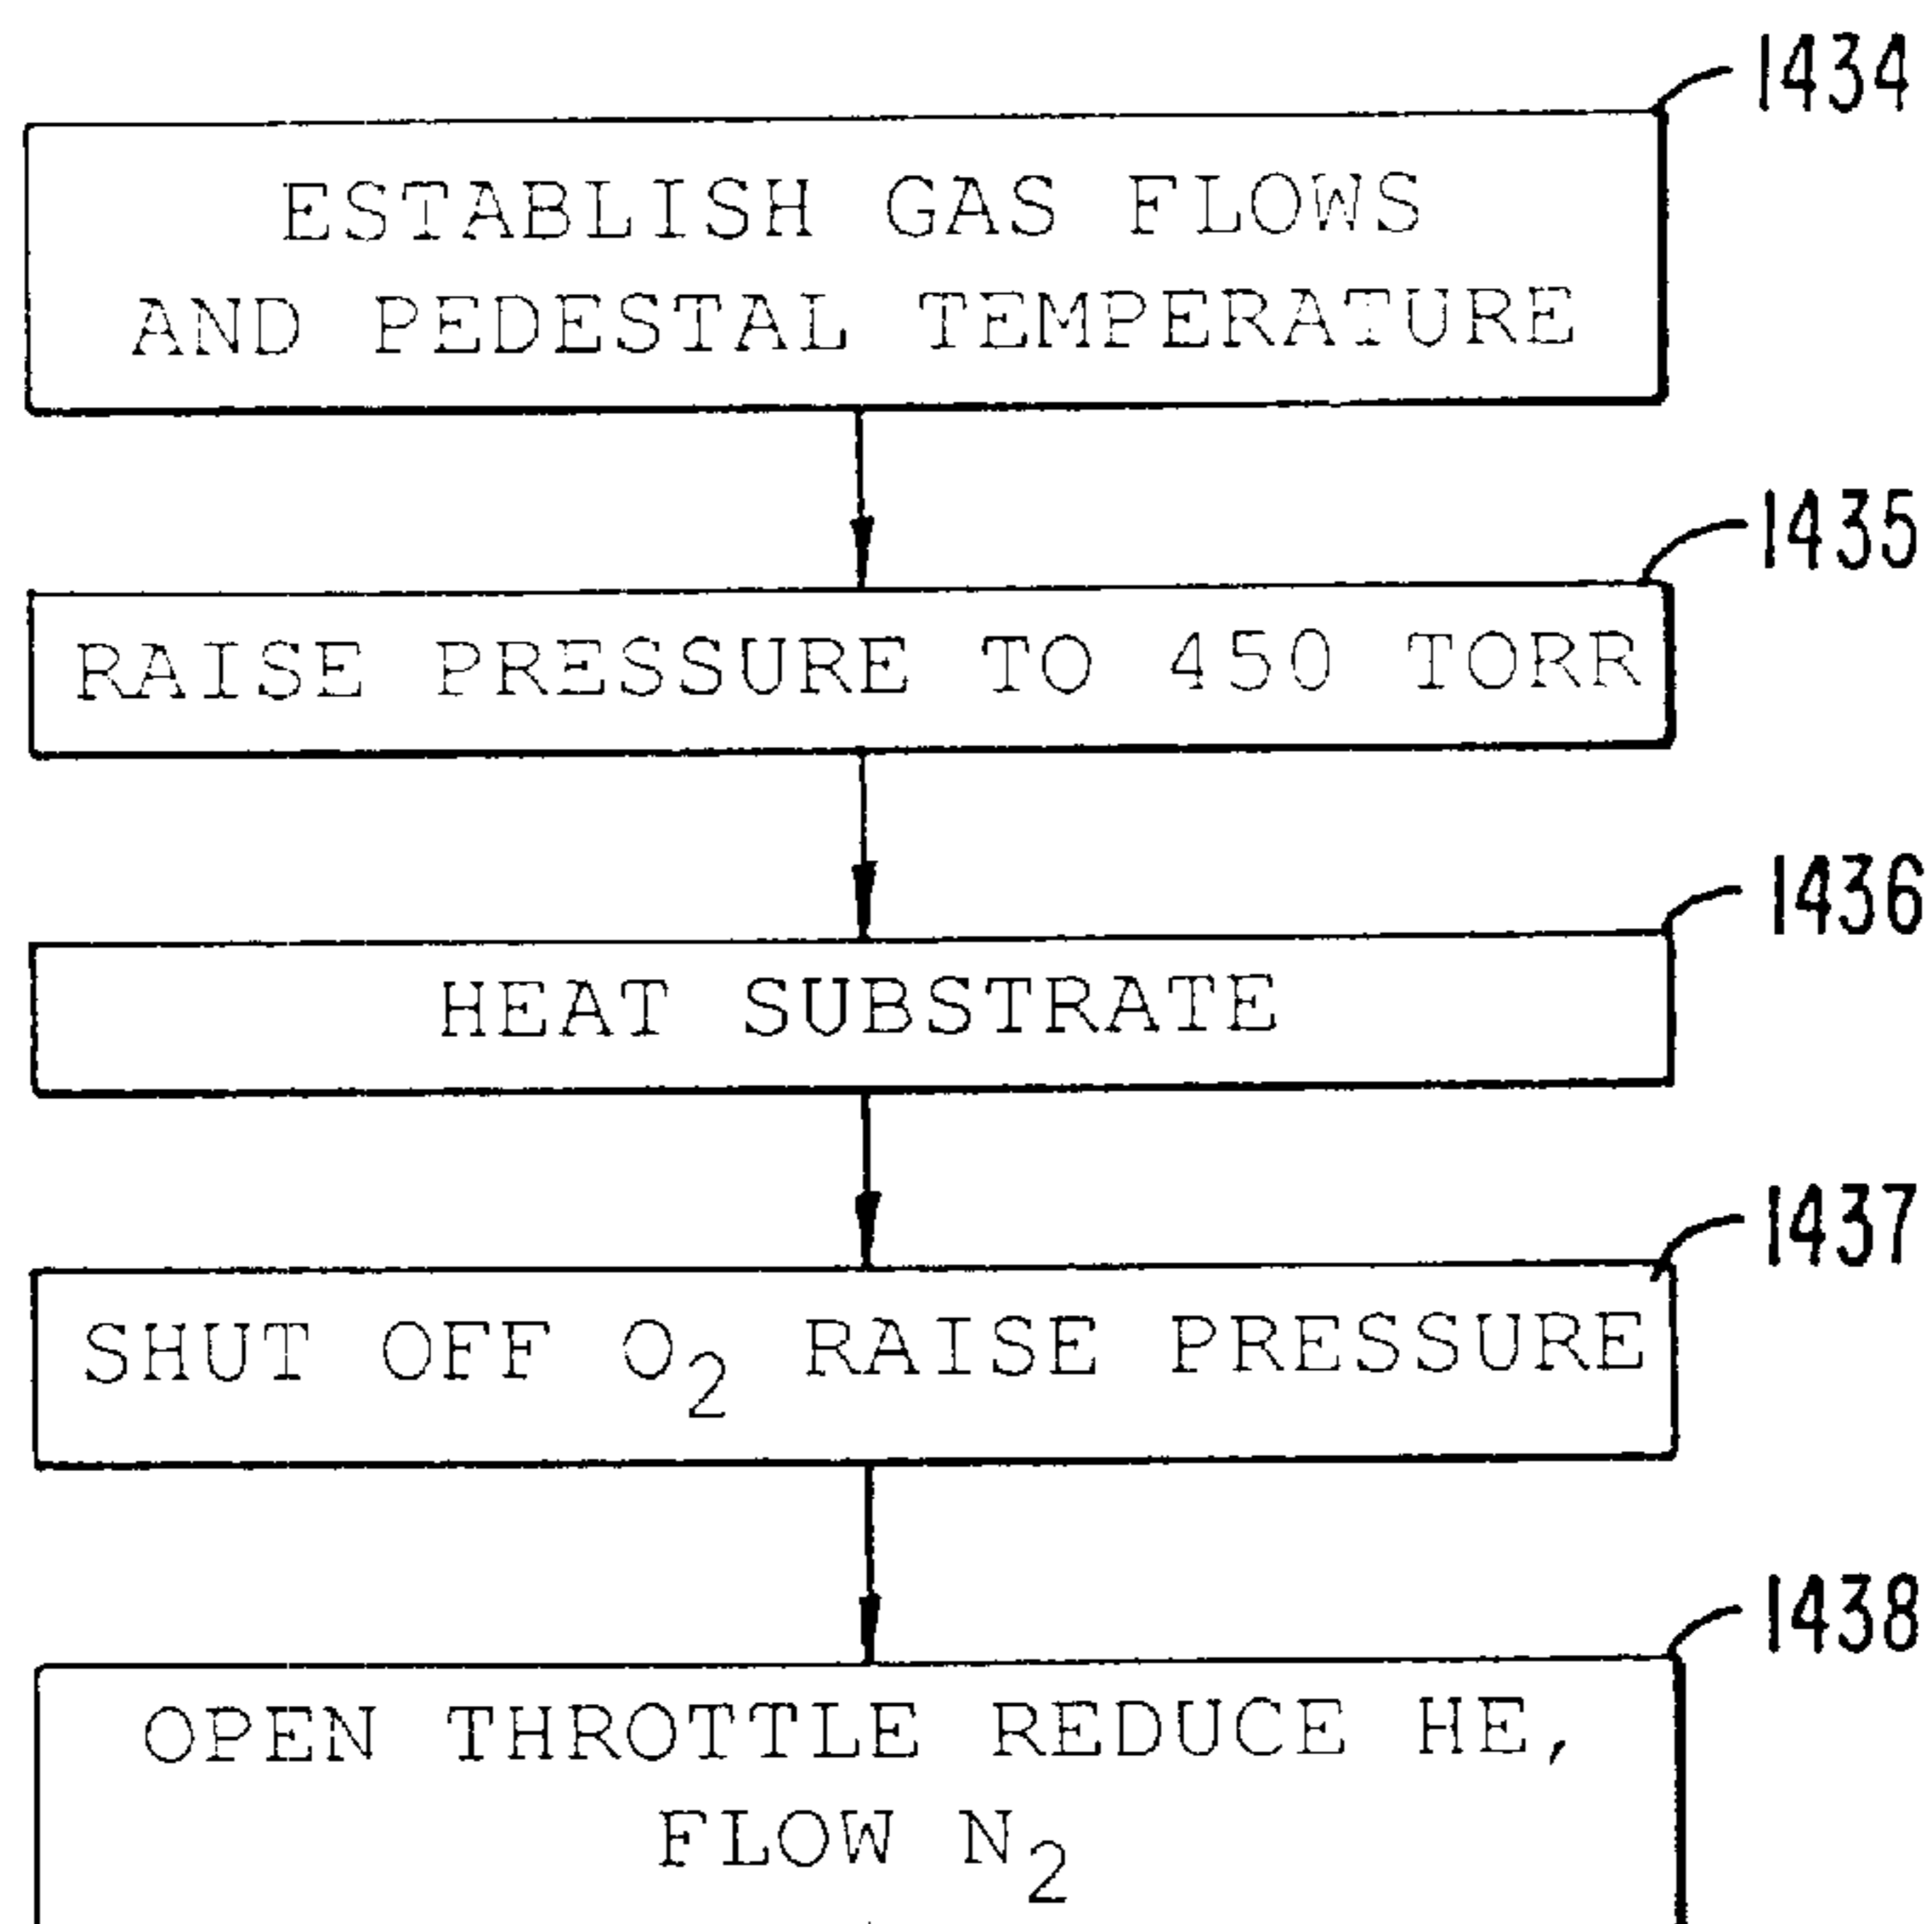 1434
ESTABLISH GAS FLOWS
AND PEDESTAL TEMPERATURE
1435
RAISE PRESSURE TO 450 TORR
1436
HEAT SUBSTRATE
1437
SHUT OFF O₂ RAISE PRESSURE
1438
OPEN THROTTLE REDUCE HE,
FLOW N₂